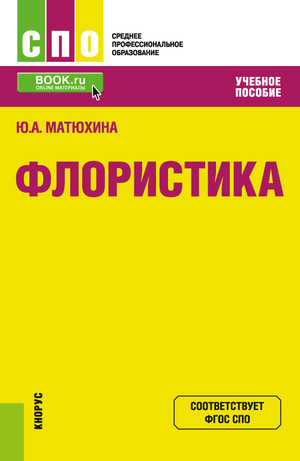 СПО
СРЕДНЕЕ
ПРОФЕССИОНАЛЬНОЕ
ОБРАЗОВАНИЕ
BOOK.ru
ONLINE МАТЕРИАЛЫ
УЧЕБНОЕ
ПОСОБИЕ
Ю.А. МАТЮХИНА
ФЛОРИСТИКА
КНОРУС
СООТВЕТСТВУЕТ
ФГОС СПО